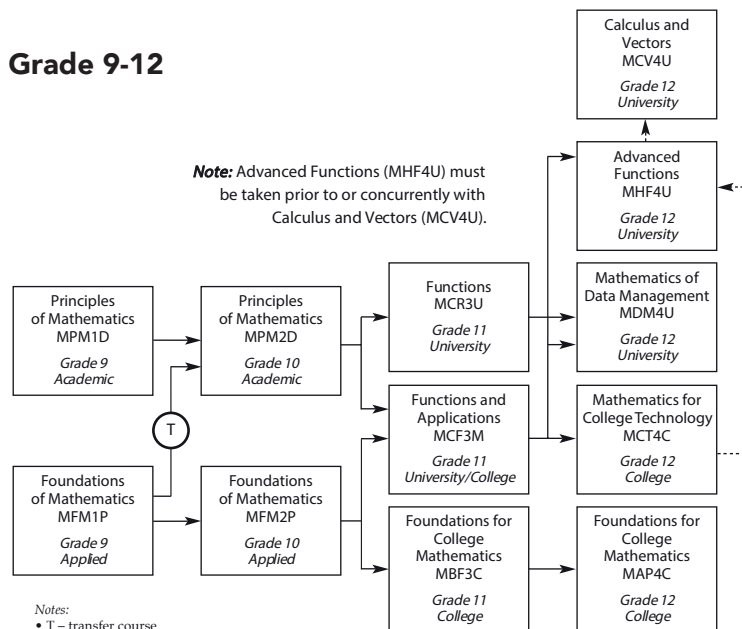 Grade 9-12
Calculus and
Vectors
MCV4U
Grade 12
University
Note: Advanced Functions (MHF4U) must
be taken prior to or concurrently with
Calculus and Vectors (MCV4U).
Advanced
Functions
MHF4U
Grade 12
University
Principles
of Mathematics
MPM1D
Grade 9
Academic
Principles
of Mathematics
MPM2D
Grade 10
Academic
Functions
MCR3U
Grade 11
University
Mathematics of
Data Management
MDM4U
Grade 12
University
T
Functions and
Applications
MCF3M
Grade 11
University/College
Mathematics for
College Technology
MCT4C
Grade 12
College
Foundations
of Mathematics
MFM1P
Grade 9
Applied
Foundations
of Mathematics
MFM2P
Grade 10
Applied
Foundations for
College
Mathematics
MBF3C
Grade 11
College
Foundations for
College
Mathematics
MAP4C
Grade 12
College
Notes:
• T – transfer course